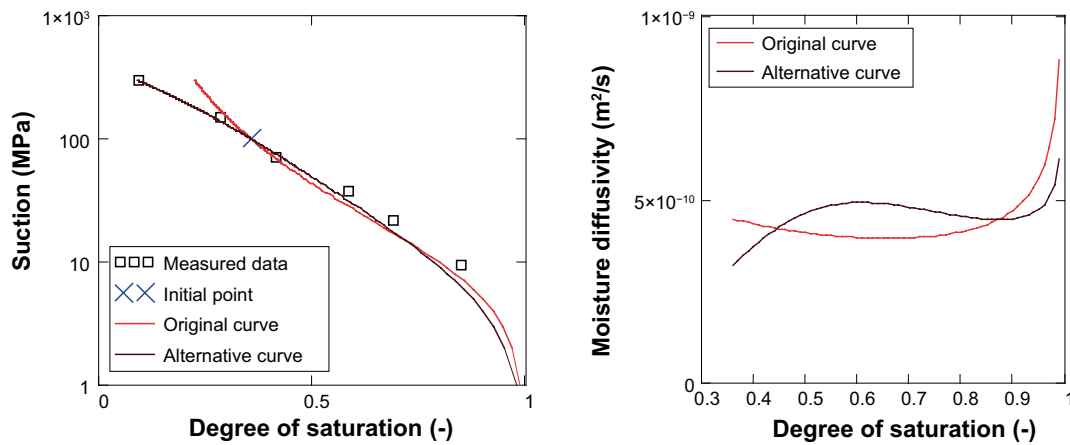 1×10³
100
10
1
0
0.5
1
Suction (MPa)
Degree of saturation (-)
Measured data
Initial point
Original curve
Alternative curve
1×10⁻⁹
5×10⁻¹⁰
0
0.3 0.4 0.5 0.6 0.7 0.8 0.9 1
Moisture diffusivity (m²/s)
Degree of saturation (-)
Original curve
Alternative curve